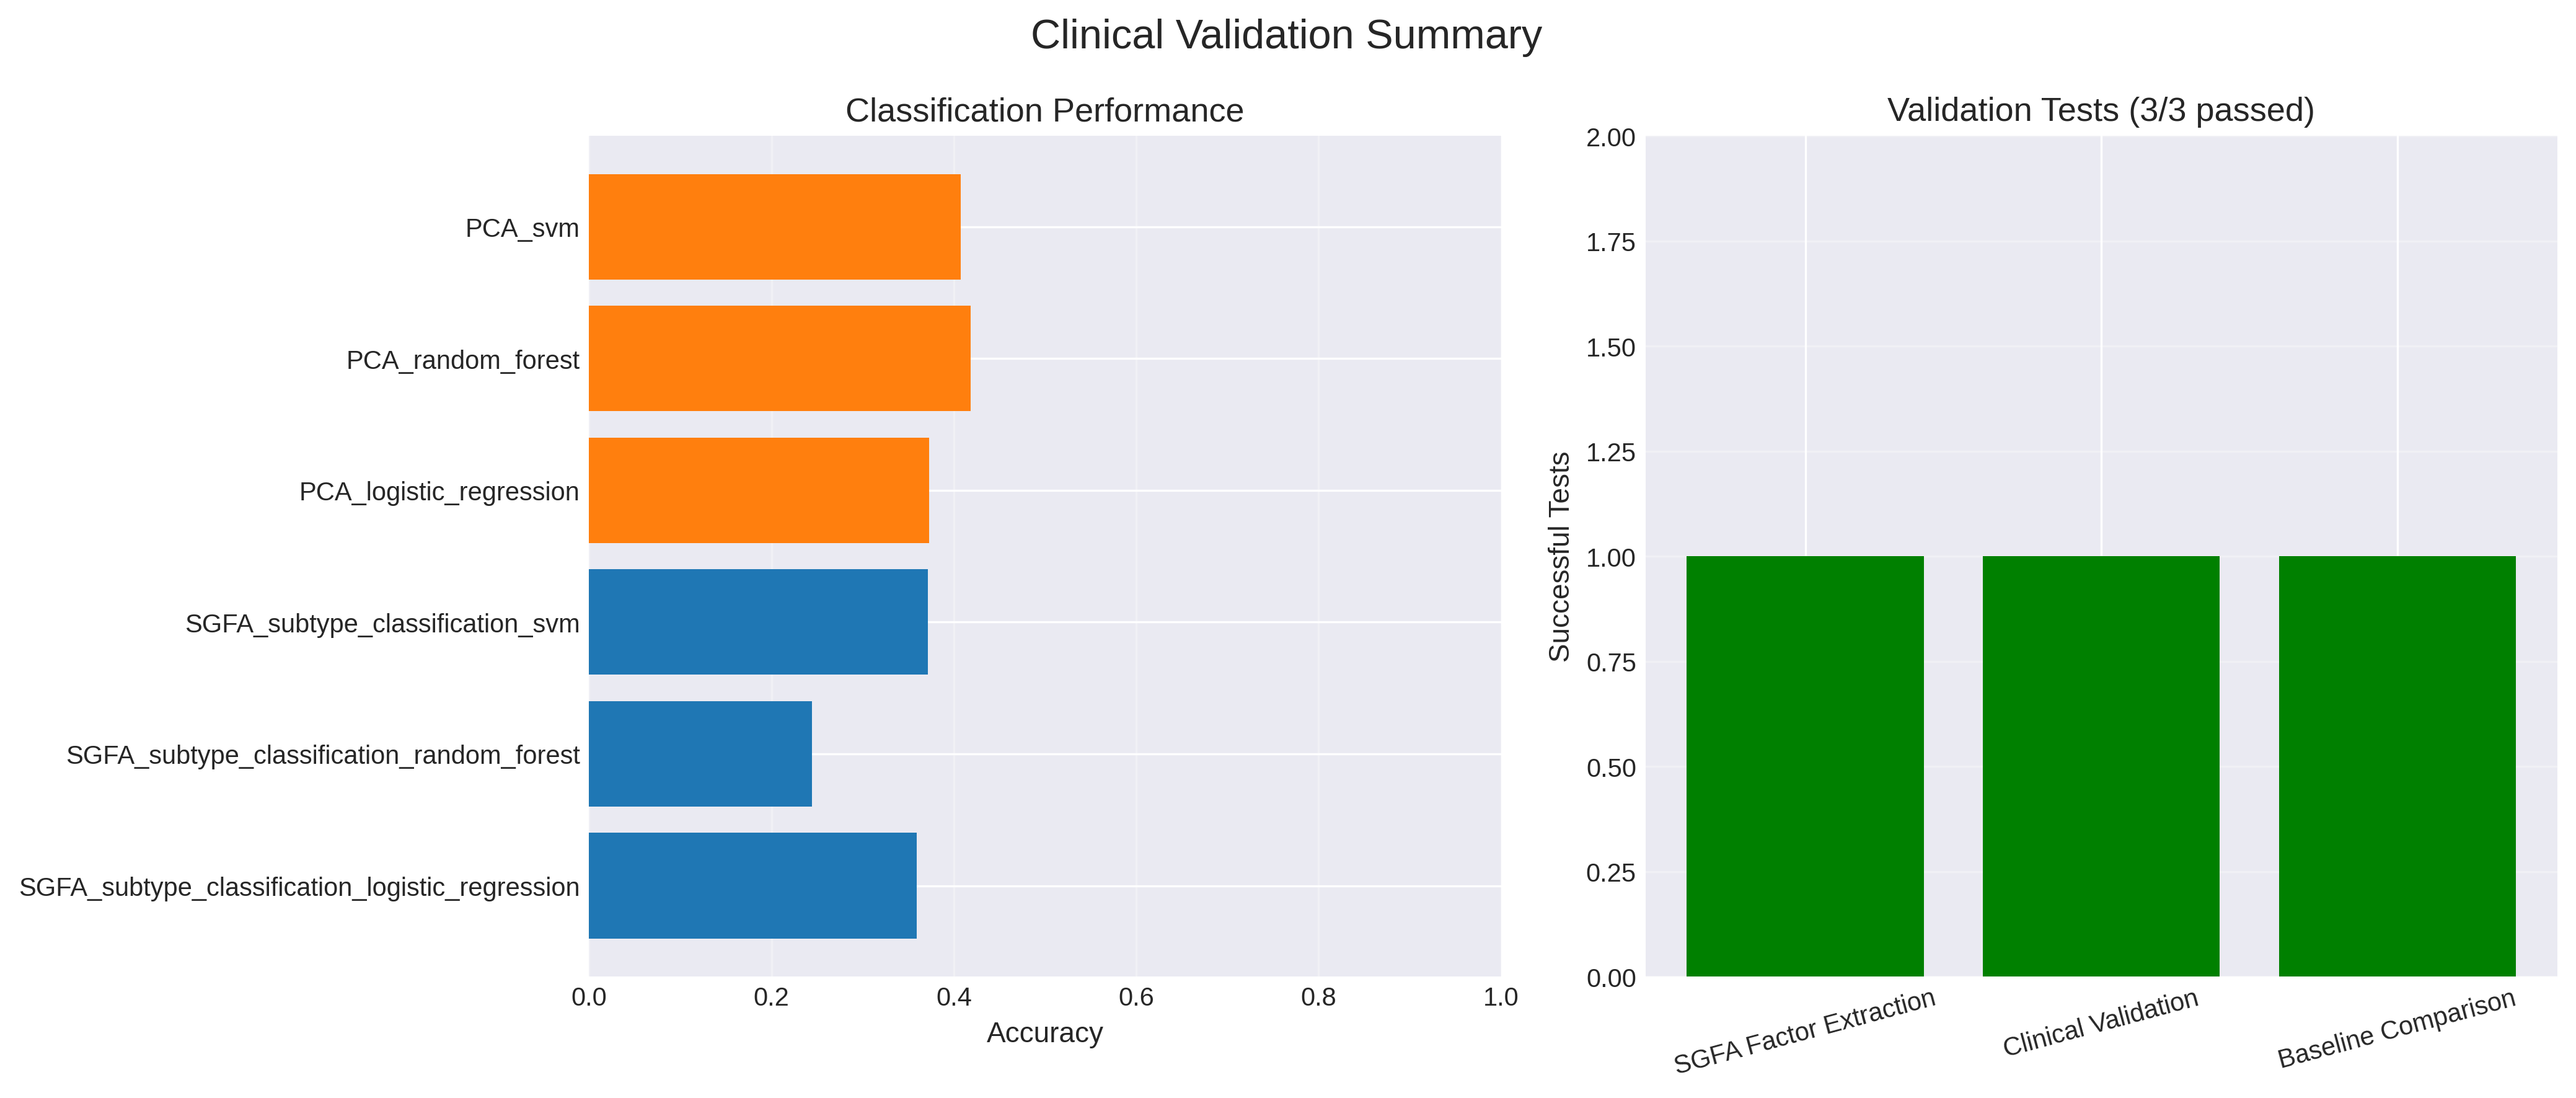 Clinical Validation Summary
Classification Performance
PCA_svm
PCA_random_forest
PCA_logistic_regression
SGFA_subtype_classification_svm
SGFA_subtype_classification_random_forest
SGFA_subtype_classification_logistic_regression
0.0 0.2 0.4 0.6 0.8 1.0
Accuracy
Validation Tests (3/3 passed)
Successful Tests
2.00
1.75
1.50
1.25
1.00
0.75
0.50
0.25
0.00
SGFA Factor Extraction
Clinical Validation
Baseline Comparison